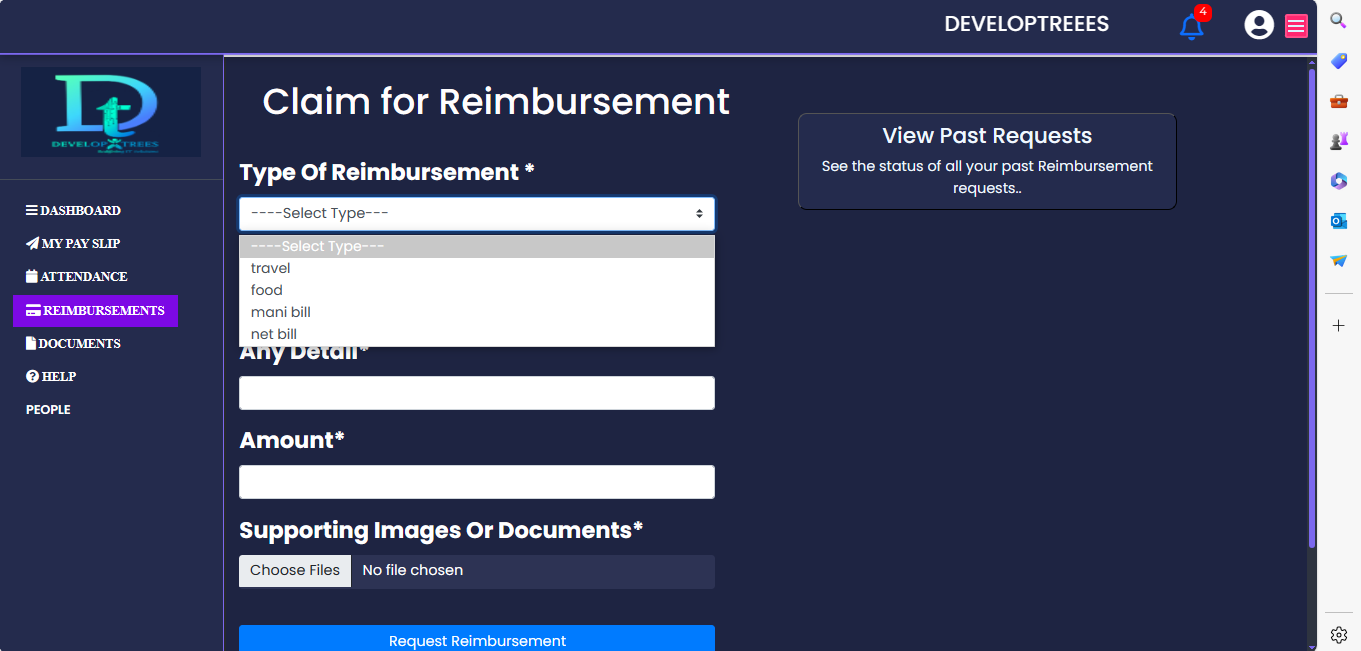 DEVELOPTREEES
4
DEVELOP TREES
DASHBOARD
MY PAY SLIP
ATTENDANCE
REIMBURSEMENTS
DOCUMENTS
HELP
PEOPLE
Claim for Reimbursement
View Past Requests
See the status of all your past Reimbursement
requests..
Type Of Reimbursement *
----Select Type---
----Select Type---
travel
food
mani bill
net bill
Any Detail*
Amount*
Supporting Images Or Documents*
Choose Files No file chosen
Request Reimbursement